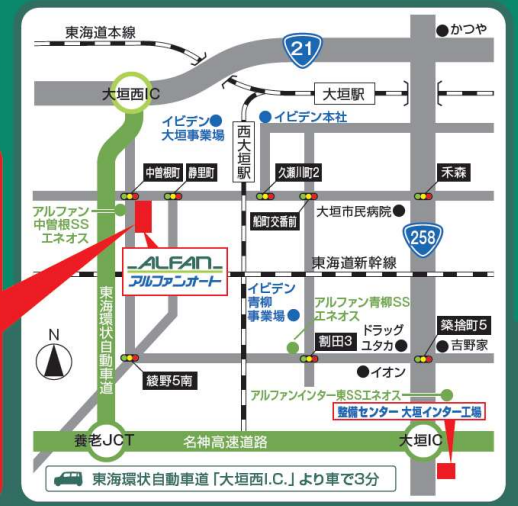 東海道本線
21
かつや
大垣西IC
大垣駅
イビデン
大垣事業場
イビデン本社
西大垣駅
中曽根町
静里町
久瀬川町2
禾森
アルファン
中曽根SS
エネオス
船町交番前
大垣市民病院
258
ALFAN
アルファンオート
東海道新幹線
東海環状自動車道
イビデン
青柳
事業場
アルファン青柳SS
エネオス
N
ドラッグ
ユタカ
築捨町5
割田3
吉野家
綾野5南
イオン
アルファンインター東SSエネオス
整備センター 大垣インター工場
養老JCT
名神高速道路
大垣IC
東海環状自動車道「大垣西I.C.」より車で3分